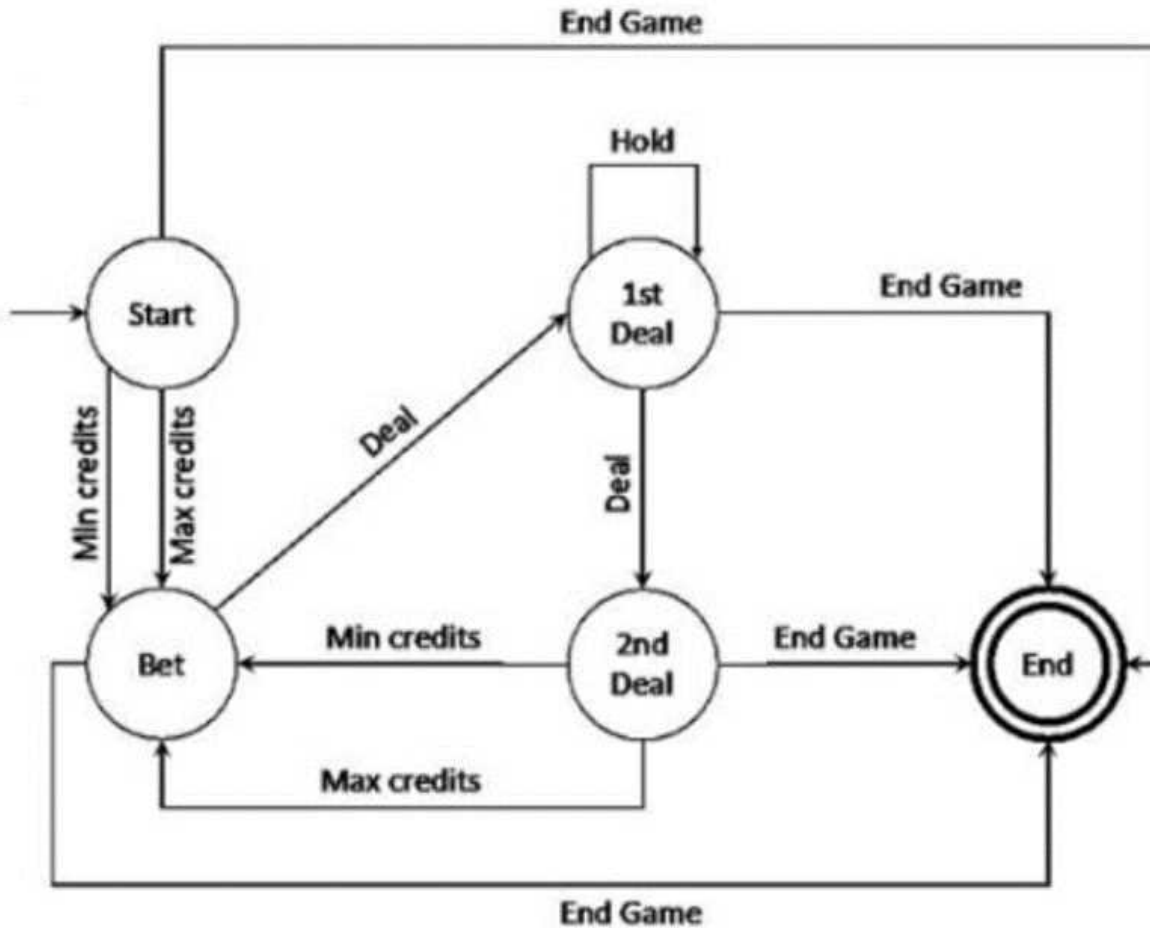 End Game
Hold
Start
1st
Deal
End Game
Min credits
Max credits
Deal
Deal
Bet
Min credits
2nd
Deal
End Game
End
Max credits
End Game